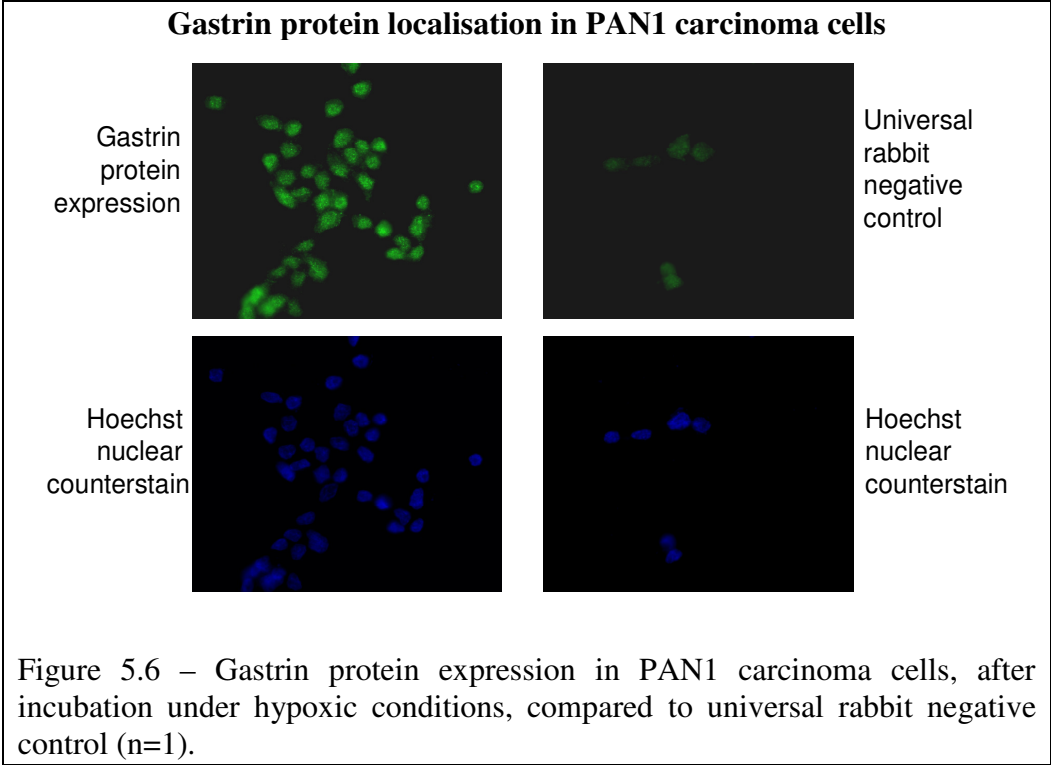 Gastrin protein localisation in PAN1 carcinoma cells
Gastrin
protein
expression
Universal
rabbit
negative
control
Hoechst
nuclear
counterstain
Hoechst
nuclear
counterstain
Figure 5.6 – Gastrin protein expression in PAN1 carcinoma cells, after
incubation under hypoxic conditions, compared to universal rabbit negative
control (n=1).